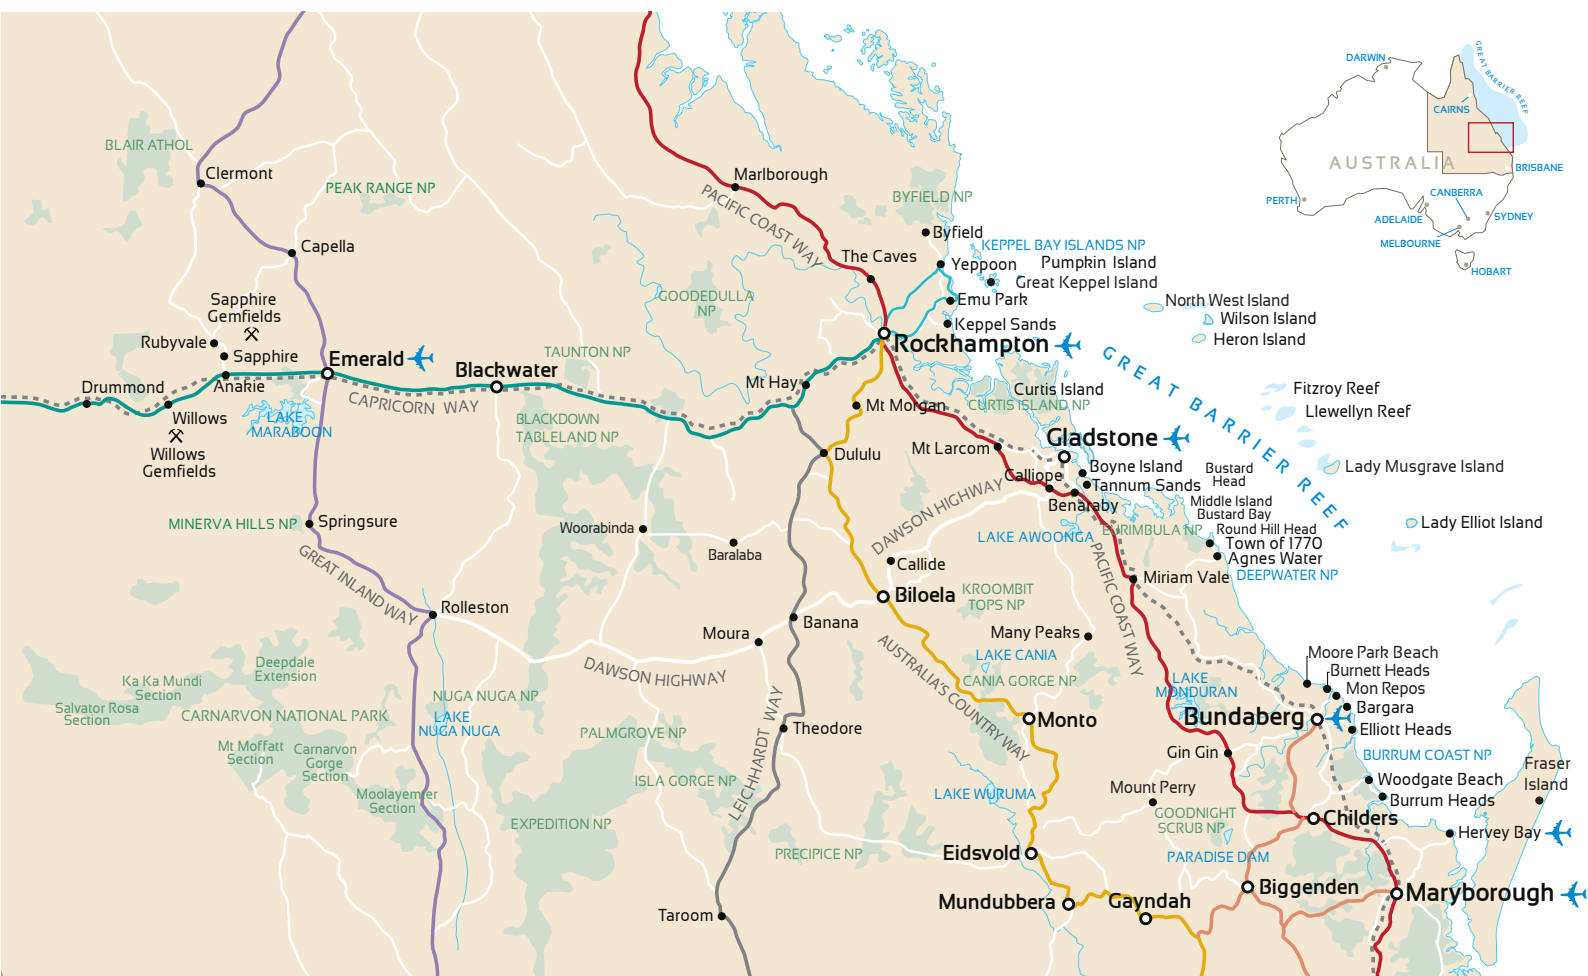 DARWIN
GREAT BARRIER REEF
CAIRNS
AUSTRALIA
BRISBANE
CANBERRA
PERTH
ADELAIDE
SYDNEY
MELBOURNE
HOBART
BLAIR ATHOL
Clermont
PEAK RANGE NP
Marlborough
PACIFIC COAST WAY
BYFIELD NP
Byfield
KEPPEL BAY ISLANDS NP
Capella
The Caves
Yeppoon
Pumpkin Island
Great Keppel Island
Sapphire
Gemfields
GOODEDULLA
NP
Emu Park
North West Island
Wilson Island
Keppel Sands
Heron Island
Rubyvale
Sapphire
Emerald
Rockhampton
TAUNTON NP
Blackwater
GREAT BARRIER REEF
Drummond
Anakie
Mt Hay
Curtis Island
Fitzroy Reef
CAPRICORN WAY
Mt Morgan
CURTIS ISLAND NP
Llewellyn Reef
Willows
LAKE
MARABOON
BLACKDOWN
TABLELAND NP
Gladstone
Willows
Gemfields
Dululu
Mt Larcom
Boyne Island
Bustard
Head
Lady Musgrave Island
Calliope
Tannum Sands
Benaraby
Middle Island
Bustard Bay
MINERVA HILLS NP
Springsure
Woorabinda
DAWSON HIGHWAY
LAKE AWOONGA
EURIMBULA NP
Round Hill Head
Lady Elliot Island
Town of 1770
Baralaba
Agnes Water
GREAT INLAND WAY
Callide
PACIFIC COAST WAY
Miriam Vale
DEEPWATER NP
Biloela
KROOMBIT
TOPS NP
Rolleston
Banana
Moura
Many Peaks
AUSTRALIA'S COUNTRY WAY
LAKE CANIA
Moore Park Beach
Deepdale
Extension
DAWSON HIGHWAY
Burnett Heads
Ka Ka Mundi
Section
NUGA NUGA NP
CANIA GORGE NP
LAKE
MONDURAN
Mon Repos
Salvator Rosa
Section
CARNARVON NATIONAL PARK
LAKE
NUGA NUGA
Bargara
Monto
Bundaberg
PALMGROVE NP
LEICHHARDT WAY
Theodore
Elliott Heads
Mt Moffatt
Section
Carnarvon
Gorge
Section
Gin Gin
BURRUM COAST NP
Fraser
Island
ISLA GORGE NP
LAKE WURUMA
Mount Perry
Woodgate Beach
Moolayember
Section
Burrum Heads
GOODNIGHT
SCRUB NP
EXPEDITION NP
Childers
Hervey Bay
PRECIPICE NP
Eidsvold
PARADISE DAM
Biggenden
Maryborough
Mundubbera
Gayndah
Taroom